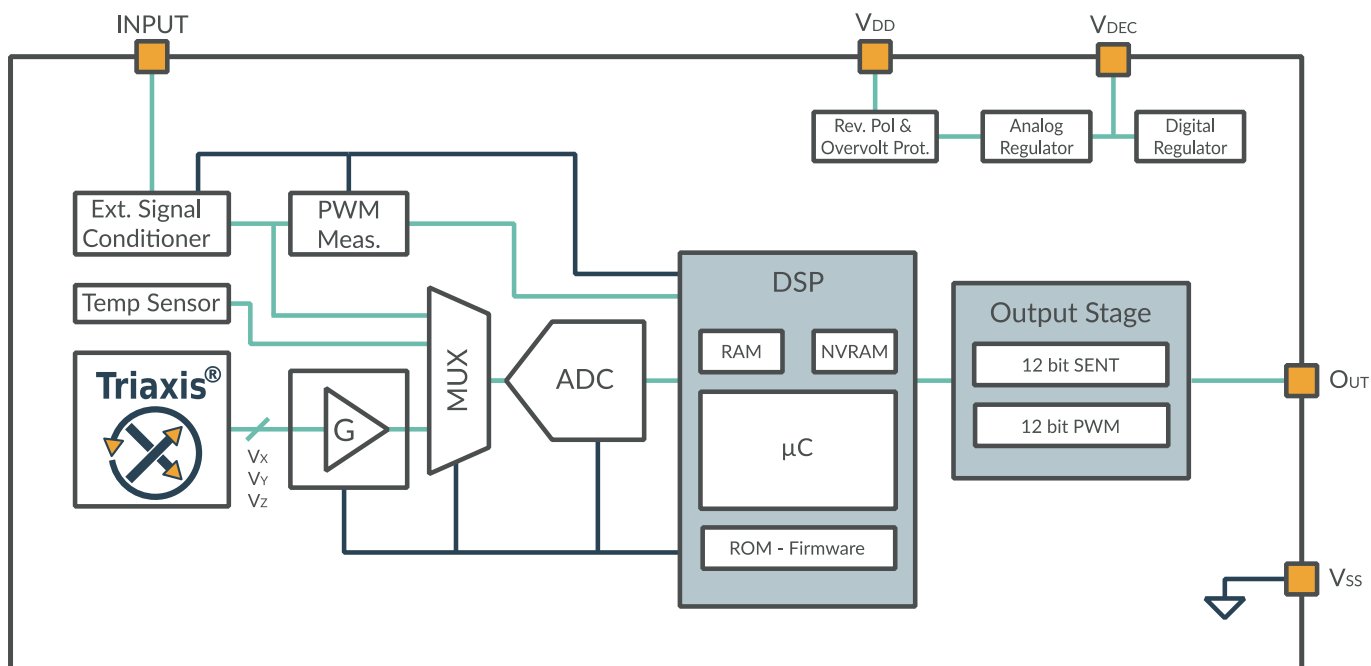 INPUT
VDD
VDEC
Rev. Pol &
Overvolt Prot.
Analog
Regulator
Digital
Regulator
Ext. Signal
Conditioner
PWM
Meas.
Temp Sensor
Triaxis®
VX
VY
VZ
G
MUX
ADC
DSP
RAM
NVRAM
µC
ROM - Firmware
Output Stage
12 bit SENT
12 bit PWM
OUT
VSS